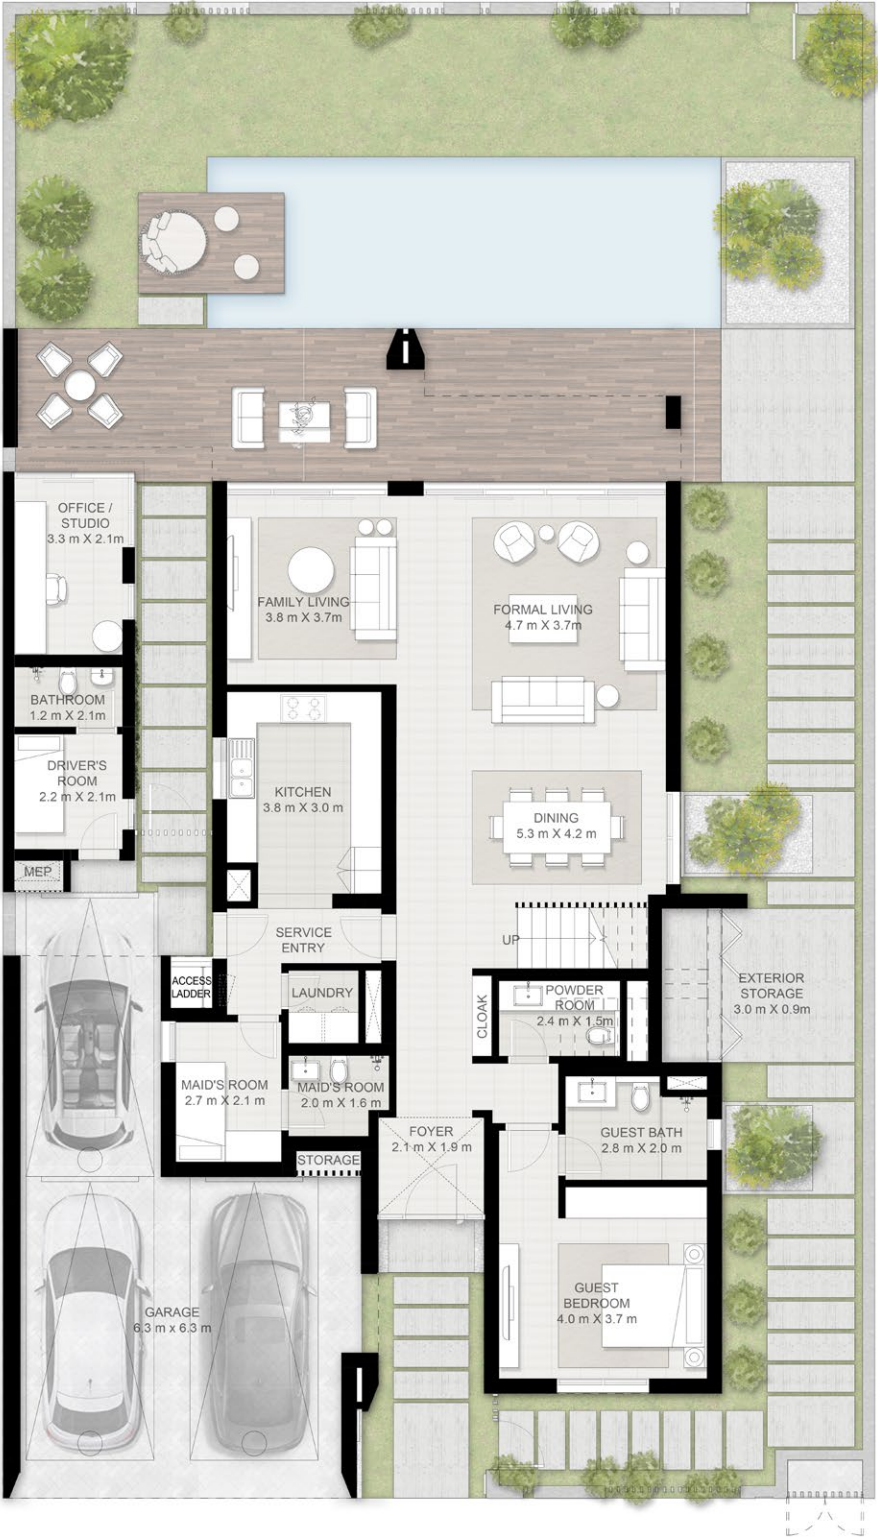 OFFICE /
STUDIO
3.3 m X 2.1m
FAMILY LIVING
3.8 m X 3.7m
FORMAL LIVING
4.7 m X 3.7m
BATHROOM
1.2 m X 2.1m
DRIVER'S
ROOM
2.2 m X 2.1m
KITCHEN
3.8 m X 3.0 m
DINING
5.3 m X 4.2 m
MEP
SERVICE
ENTRY
UP
ACCESS
LADDER
LAUNDRY
CLOAK
POWDER
ROOM
2.4 m X 1.5m
EXTERIOR
STORAGE
3.0 m X 0.9m
MAID'S ROOM
2.7 m X 2.1 m
MAID'S ROOM
2.0 m X 1.6 m
FOYER
2.1 m X 1.9 m
GUEST BATH
2.8 m X 2.0 m
STORAGE
GARAGE
6.3 m x 6.3 m
GUEST
BEDROOM
4.0 m X 3.7 m